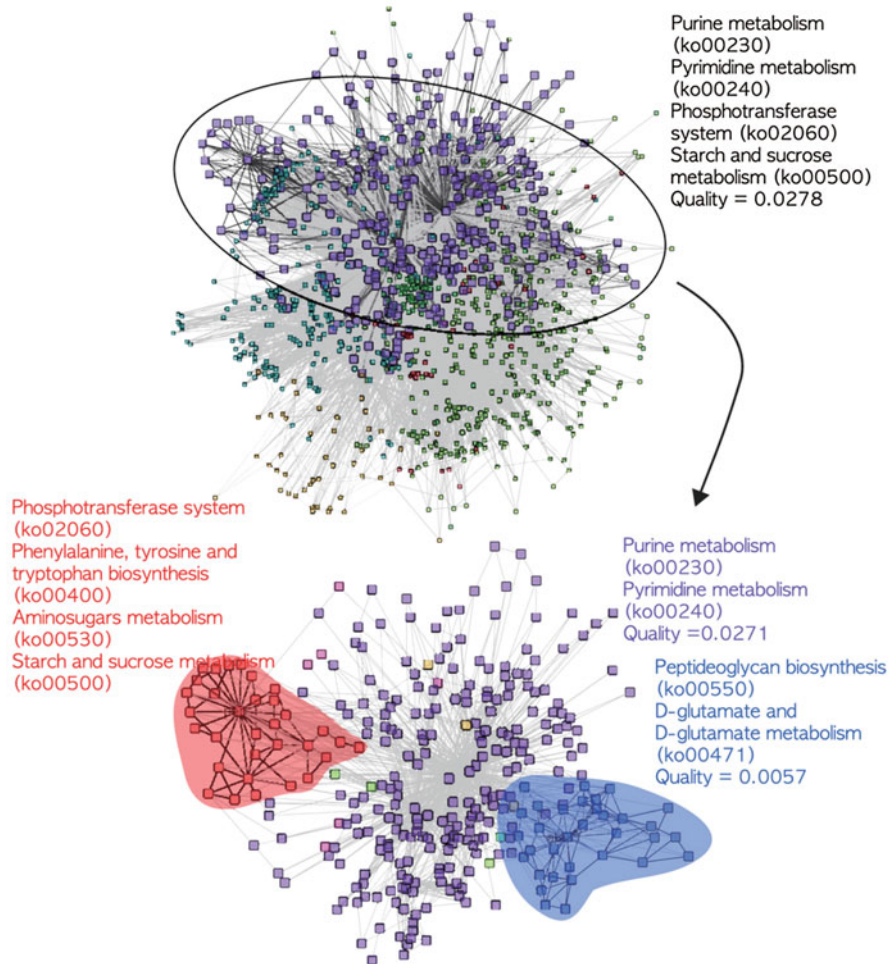 Purine metabolism
(ko00230)
Pyrimidine metabolism
(ko00240)
Phosphotransferase
system (ko02060)
Starch and sucrose
metabolism (ko00500)
Quality = 0.0278
Phosphotransferase system
(ko02060)
Phenylalanine, tyrosine and
tryptophan biosynthesis
(ko00400)
Aminosugars metabolism
(ko00530)
Starch and sucrose metabolism
(ko00500)
Purine metabolism
(ko00230)
Pyrimidine metabolism
(ko00240)
Quality =0.0271
Peptideoglycan biosynthesis
(ko00550)
D-glutamate and
D-glutamate metabolism
(ko00471)
Quality = 0.0057